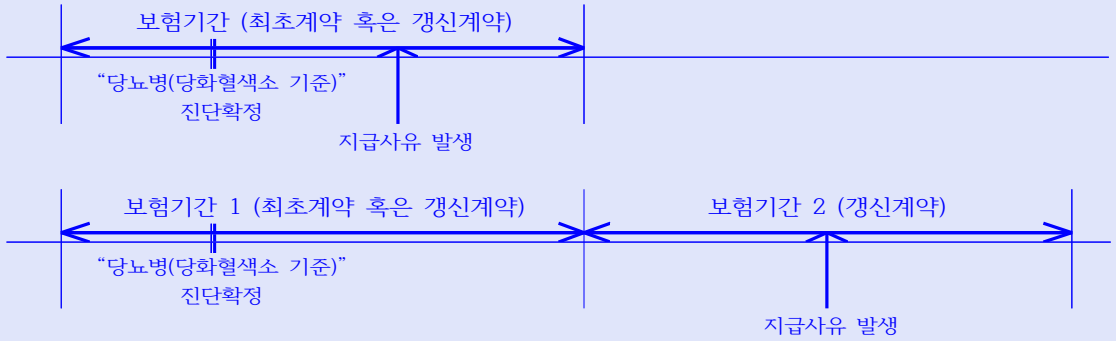 보험기간 (최초계약 혹은 갱신계약)
“당뇨병(당화혈색소 기준)”
진단확정
지급사유 발생
보험기간 1 (최초계약 혹은 갱신계약)
보험기간 2 (갱신계약)
“당뇨병(당화혈색소 기준)”
진단확정
지급사유 발생